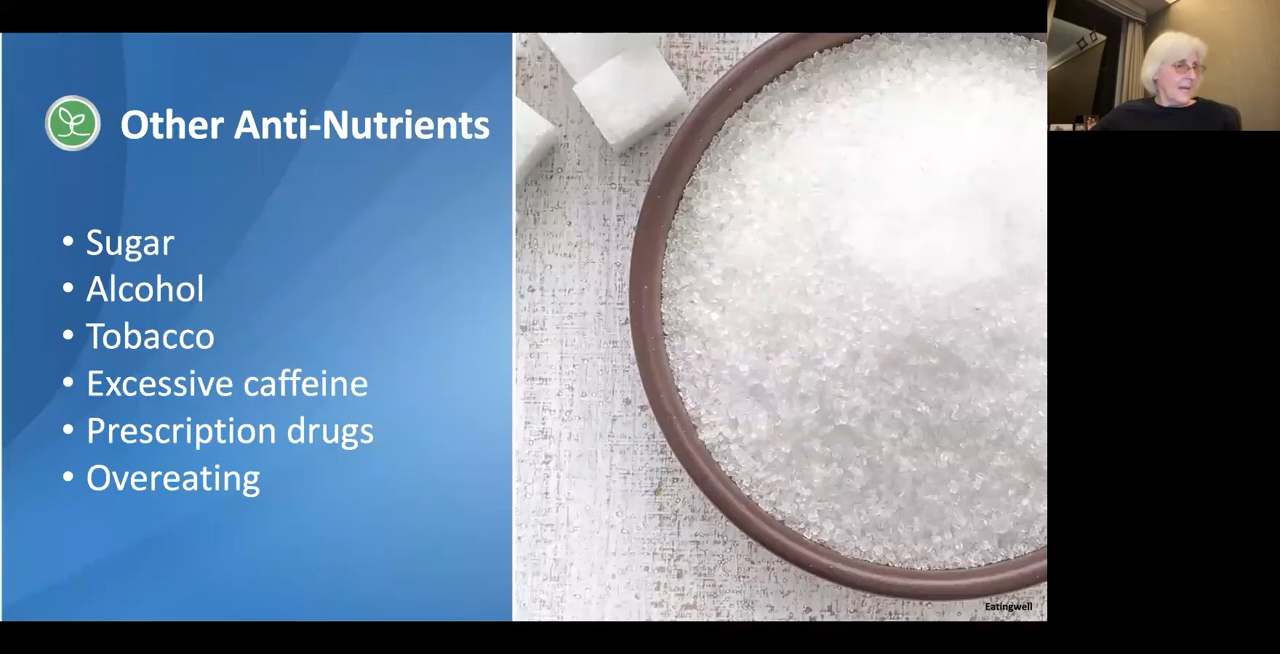 Other Anti-Nutrients
• Sugar
• Alcohol
• Tobacco
• Excessive caffeine
• Prescription drugs
• Overeating
Eatingwell